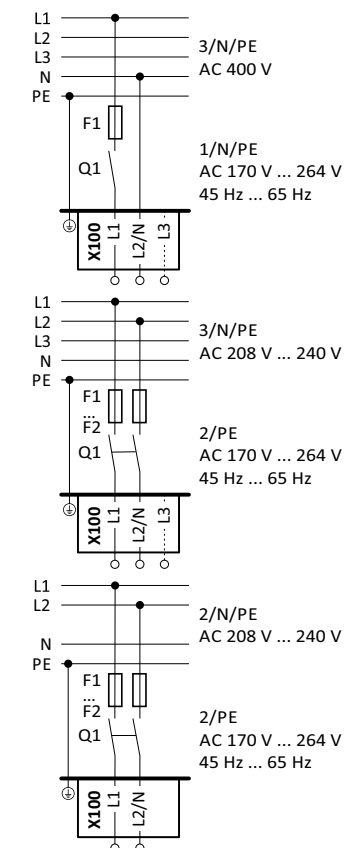 L1
L2
L3
N
PE
3/N/PE
AC 400 V
F1
Q1
1/N/PE
AC 170 V ... 264 V
45 Hz ... 65 Hz
X100
L1
L2/N
L3
L1
L2
L3
N
PE
3/N/PE
AC 208 V ... 240 V
F1
...
F2
Q1
2/PE
AC 170 V ... 264 V
45 Hz ... 65 Hz
X100
L1
L2/N
L3
L1
L2
N
PE
2/N/PE
AC 208 V ... 240 V
F1
...
F2
Q1
2/PE
AC 170 V ... 264 V
45 Hz ... 65 Hz
X100
L1
L2/N